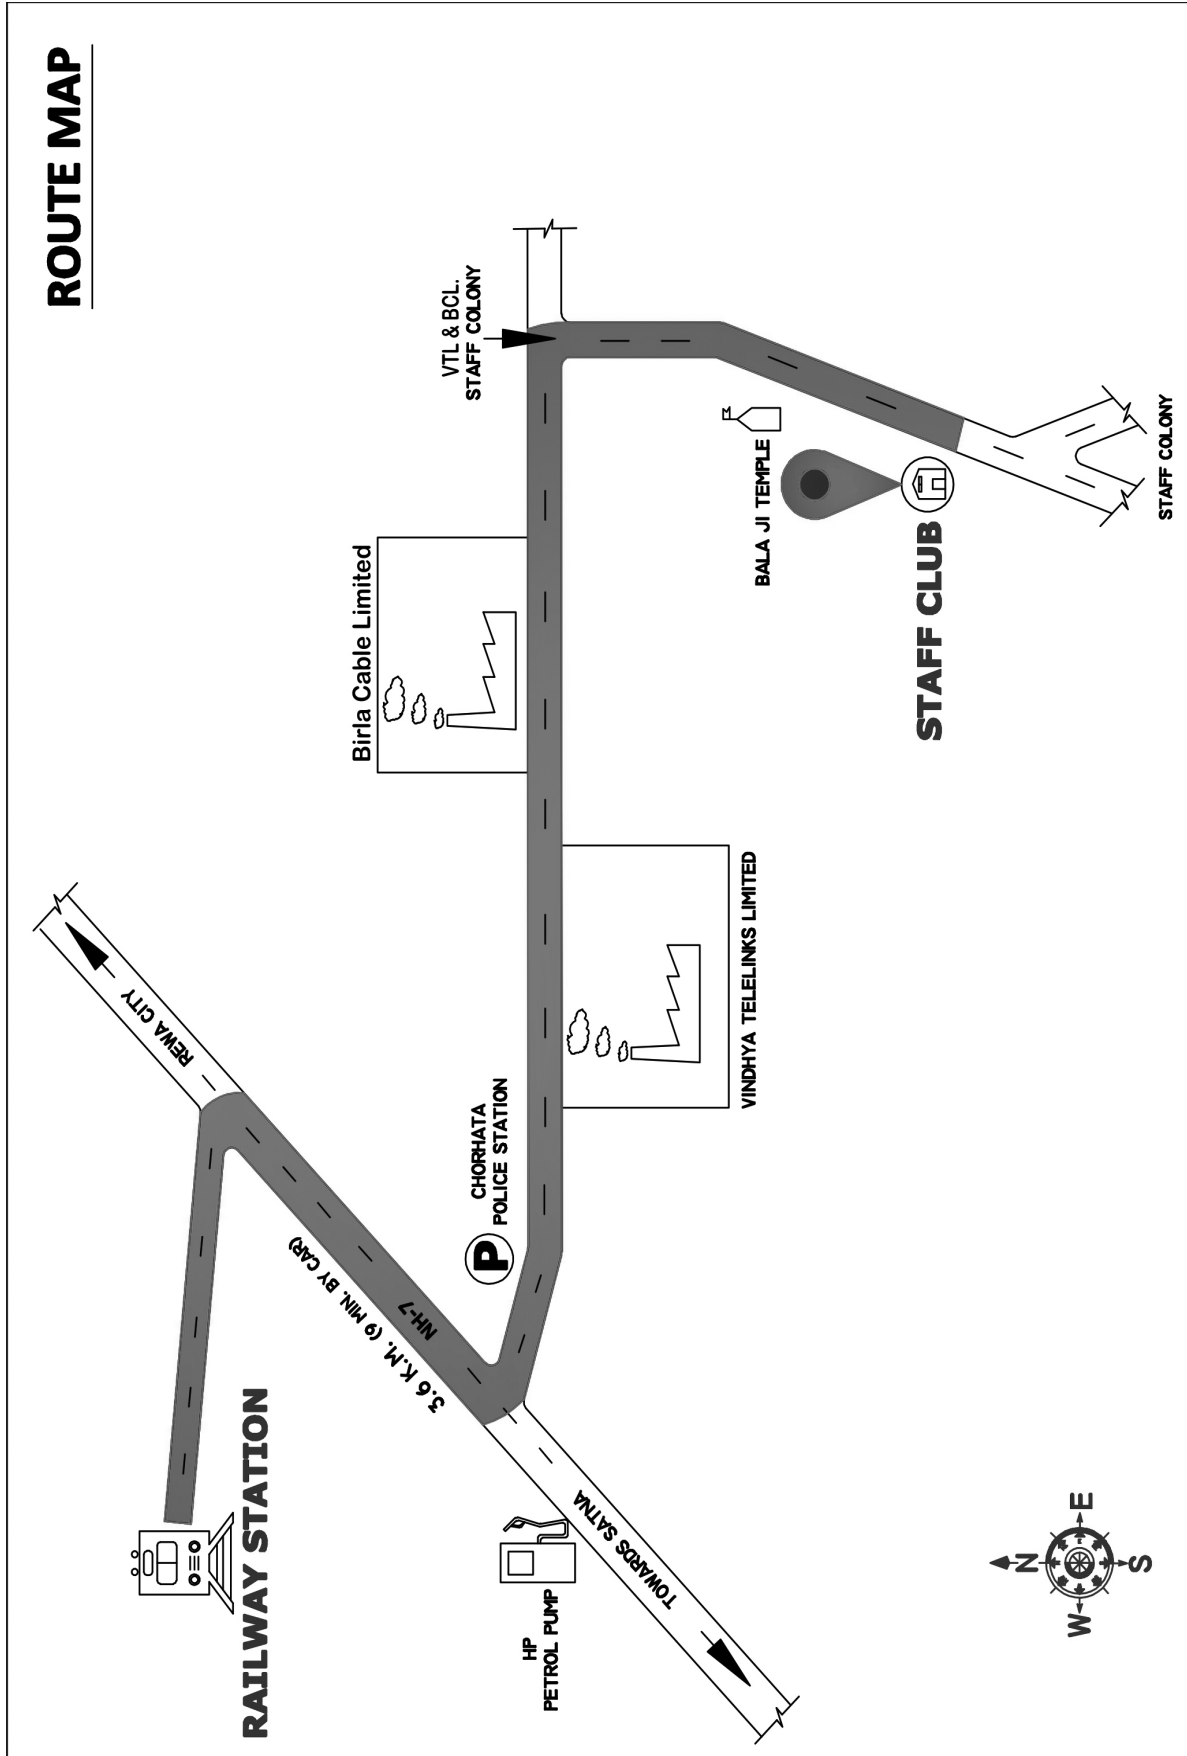 ROUTE MAP
RAILWAY STATION
REWA CITY
3.6 K.M. (9 MIN. BY CAR)
NH-7
HP
PETROL PUMP
TOWARDS SATNA
P
CHORHATA
POLICE STATION
Birla Cable Limited
VINDHYA TELELINKS LIMITED
VTL & BCL.
STAFF COLONY
BALA JI TEMPLE
STAFF CLUB
STAFF COLONY
N
W
E
S